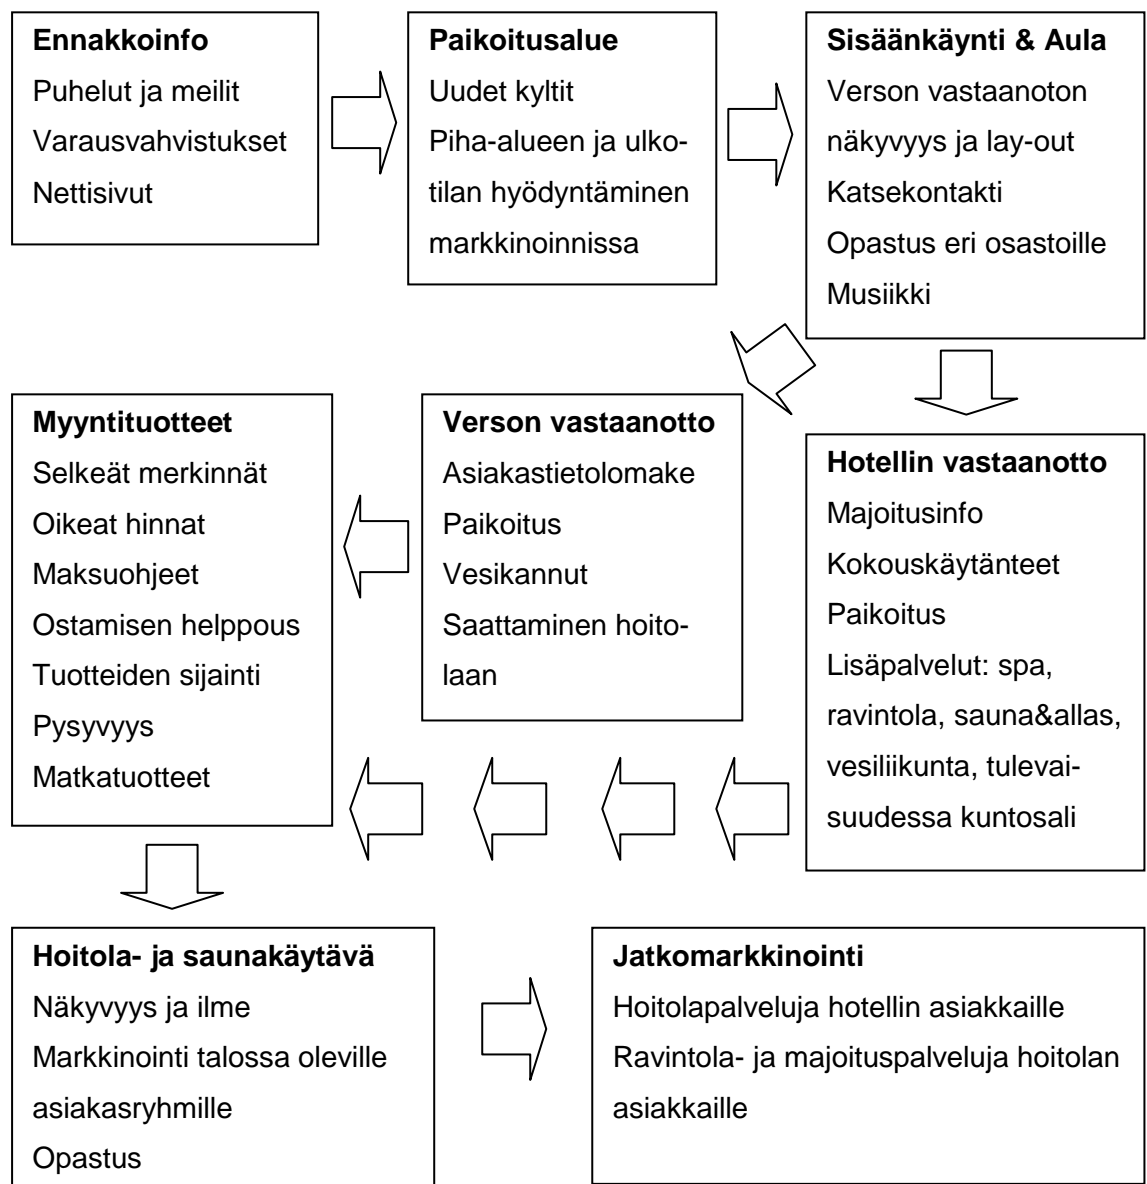 Ennakkoinfo
Puhelut ja meilit
Varausvahvistukset
Nettisivut
Paikoitusalue
Uudet kyltit
Piha-alueen ja ulko-
tilan hyödyntäminen
markkinoinnissa
Sisäänkäynti & Aula
Verson vastaanoton
näkyvyys ja lay-out
Katsekontakti
Opastus eri osastoille
Musiikki
Myyntituotteet
Selkeät merkinnät
Oikeat hinnat
Maksuohjeet
Ostamisen helppous
Tuotteiden sijainti
Pysyvyys
Matkatuotteet
Verson vastaanotto
Asiakastietolomake
Paikoitus
Vesikannut
Saattaminen hoito-
laan
Hotellin vastaanotto
Majoitusinfo
Kokouskäytänteet
Paikoitus
Lisäpalvelut: spa,
ravintola, sauna&allas,
vesiliikunta, tulevai-
suudessa kuntosali
Hoitola- ja saunakäytävä
Näkyvyys ja ilme
Markkinointi talossa oleville
asiakasryhmille
Opastus
Jatkomarkkinointi
Hoitolapalveluja hotellin asiakkaille
Ravintola- ja majoituspalveluja hoitolan
asiakkaille